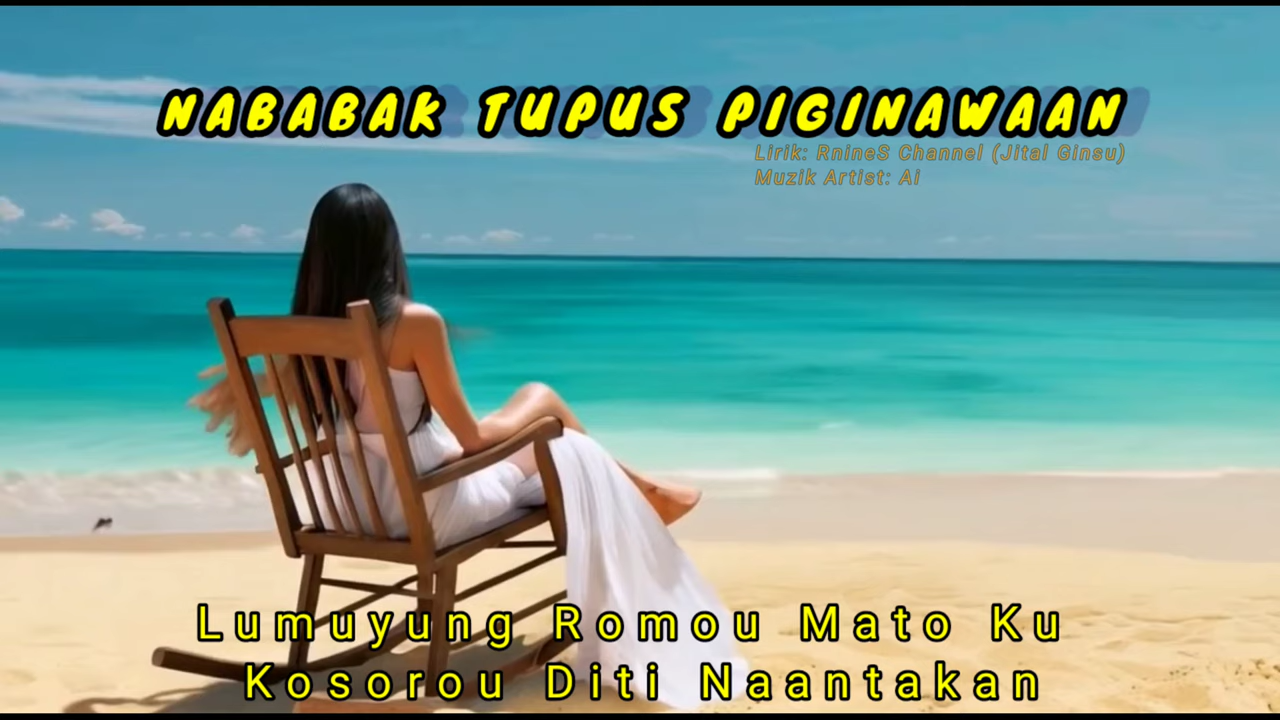 NABABAK TUPUS PIGINAWAAN
Lirik: RnineS Channel (Jital Ginsu)
Muzik Artist: Ai
Lumuyung Romou Mato Ku
Kosorou Diti Naantakan